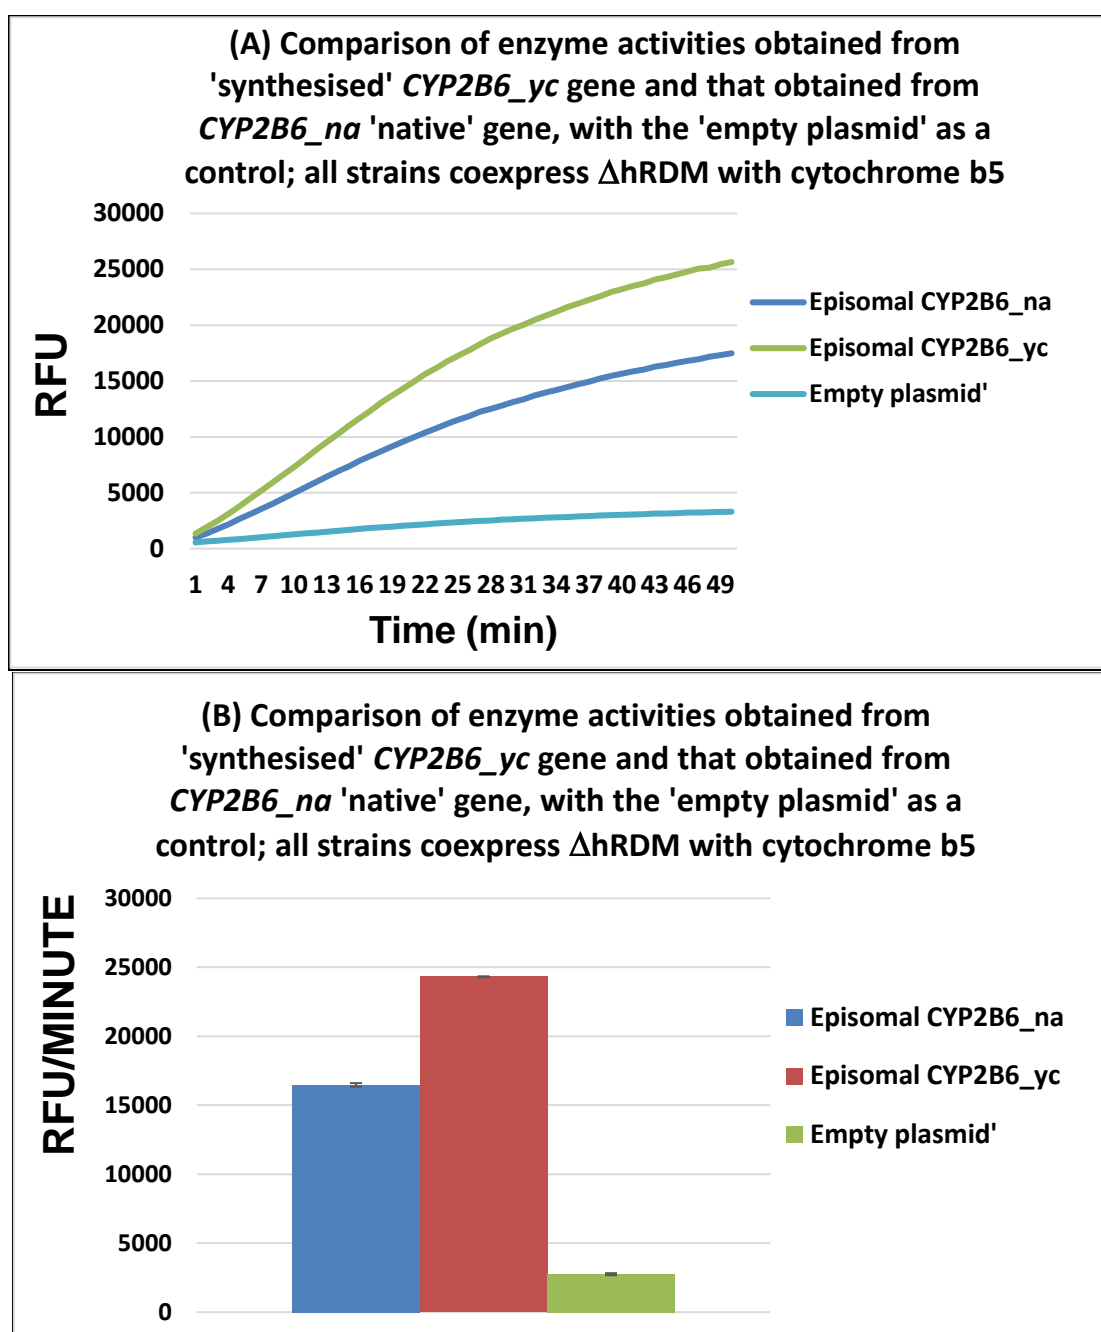 (A) Comparison of enzyme activities obtained from
'synthesised' CYP2B6_yc gene and that obtained from
CYP2B6_na 'native' gene, with the 'empty plasmid' as a
control; all strains coexpress ΔhRDM with cytochrome b5
30000
25000
20000
15000
10000
5000
0
RFU
1 4 7 10 13 16 19 22 25 28 31 34 37 40 43 46 49
Time (min)
Episomal CYP2B6_na
Episomal CYP2B6_yc
Empty plasmid'
(B) Comparison of enzyme activities obtained from
'synthesised' CYP2B6_yc gene and that obtained from
CYP2B6_na 'native' gene, with the 'empty plasmid' as a
control; all strains coexpress ΔhRDM with cytochrome b5
30000
25000
20000
15000
10000
5000
0
RFU/MINUTE
Episomal CYP2B6_na
Episomal CYP2B6_yc
Empty plasmid'